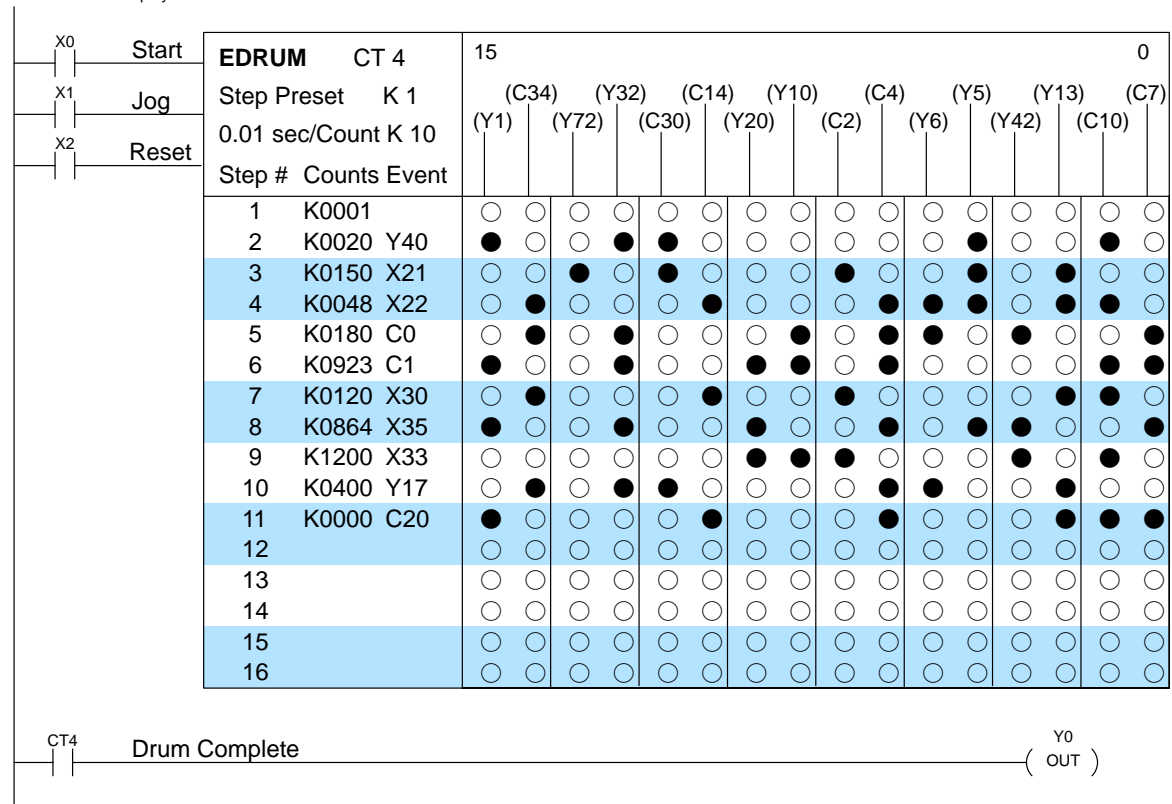 X0 Start
X1 Jog
X2 Reset
EDRUM CT 4
Step Preset K 1
0.01 sec/Count K 10
Step # Counts Event
15 0
(C34) (Y32) (C14) (Y10) (C4) (Y5) (Y13) (C7)
(Y1) (Y72) (C30) (Y20) (C2) (Y6) (Y42) (C10)
1 K0001
2 K0020 Y40
3 K0150 X21
4 K0048 X22
5 K0180 C0
6 K0923 C1
7 K0120 X30
8 K0864 X35
9 K1200 X33
10 K0400 Y17
11 K0000 C20
12
13
14
15
16
CT4 Drum Complete
Y0
OUT